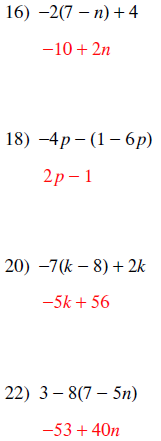 16) −2(7 − n) + 4
−10 + 2n
18) −4p − (1 − 6p)
2p − 1
20) −7(k − 8) + 2k
−5k + 56
22) 3 − 8(7 − 5n)
−53 + 40n